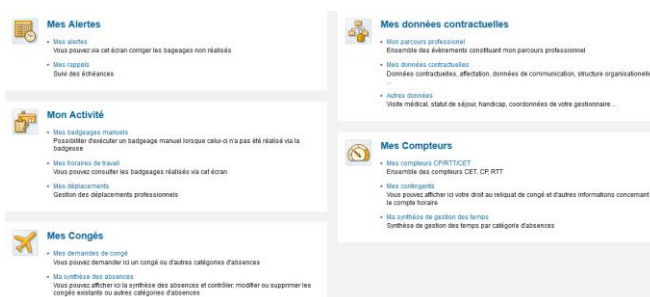 Mes Alertes
Mes alertes
Vous pouvez via cet écran corriger les bageages non réalisés
Mes rappels
Suivi des échéances
Mon Activité
Mes badgeages manuels
Possibiliter d'exécuter un badgeage manuel lorsque celui-ci n'a pas été réalisé via la
badgeuse
Mes horaires de travail
Vous pouvez consulter les badgeages réalisés via cet écran
Mes déplacements
Gestion des déplacements professionnels
Mes Congés
Mes demandes de congé
Vous pouvez demander ici un congé ou d'autres catégories d'absences
Ma synthèse des absences
Vous pouvez afficher ici la synthèse des absences et contrôler, modifier ou supprimer les
congés existants ou autres catégories d'absences
Mes données contractuelles
Mon parcours professionel
Ensemble des évènements constituant mon parcours professionnel
Mes données contractuelles
Données contractuelles, affectation, données de communication, structure organisationelle
...
Autres données
Visite médical, statut de séjour, handicap, coordonnées de votre gestionnaire ...
Mes Compteurs
Mes compteurs CP/RTT/CET
Ensemble des compteurs CET, CP, RTT
Mes contingents
Vous pouvez afficher ici votre droit au reliquat de congé et d'autres informations concernant
le compte horaire
Ma synthèse de gestion des temps
Synthèse de gestion des temps par catégorie d'absences